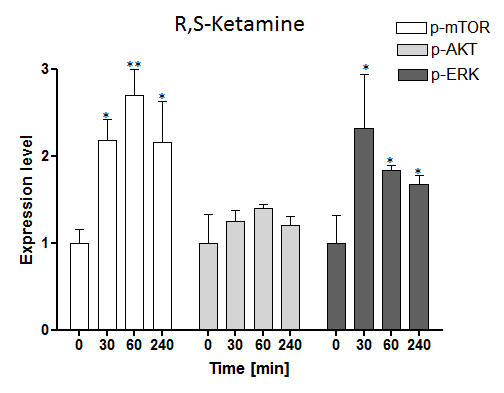 R,S-Ketamine
p-mTOR
p-AKT
p-ERK
Expression level
3
2
1
0
*
**
*
*
*
*
0 30 60 240 0 30 60 240 0 30 60 240
Time [min]